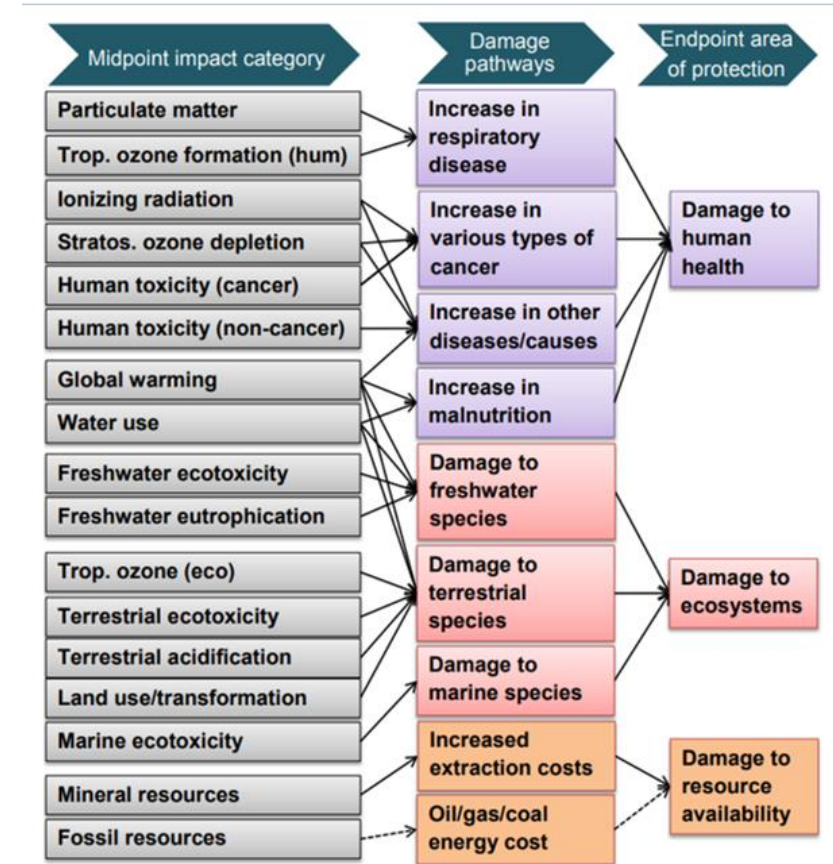 Midpoint impact category
Damage
pathways
Endpoint area
of protection
Particulate matter
Trop. ozone formation (hum)
Ionizing radiation
Stratos. ozone depletion
Human toxicity (cancer)
Human toxicity (non-cancer)
Global warming
Water use
Freshwater ecotoxicity
Freshwater eutrophication
Trop. ozone (eco)
Terrestrial ecotoxicity
Terrestrial acidification
Land use/transformation
Marine ecotoxicity
Mineral resources
Fossil resources
Increase in
respiratory
disease
Increase in
various types of
cancer
Increase in other
diseases/causes
Increase in
malnutrition
Damage to
freshwater
species
Damage to
terrestrial
species
Damage to
marine species
Increased
extraction costs
Oil/gas/coal
energy cost
Damage to
human
health
Damage to
ecosystems
Damage to
resource
availability